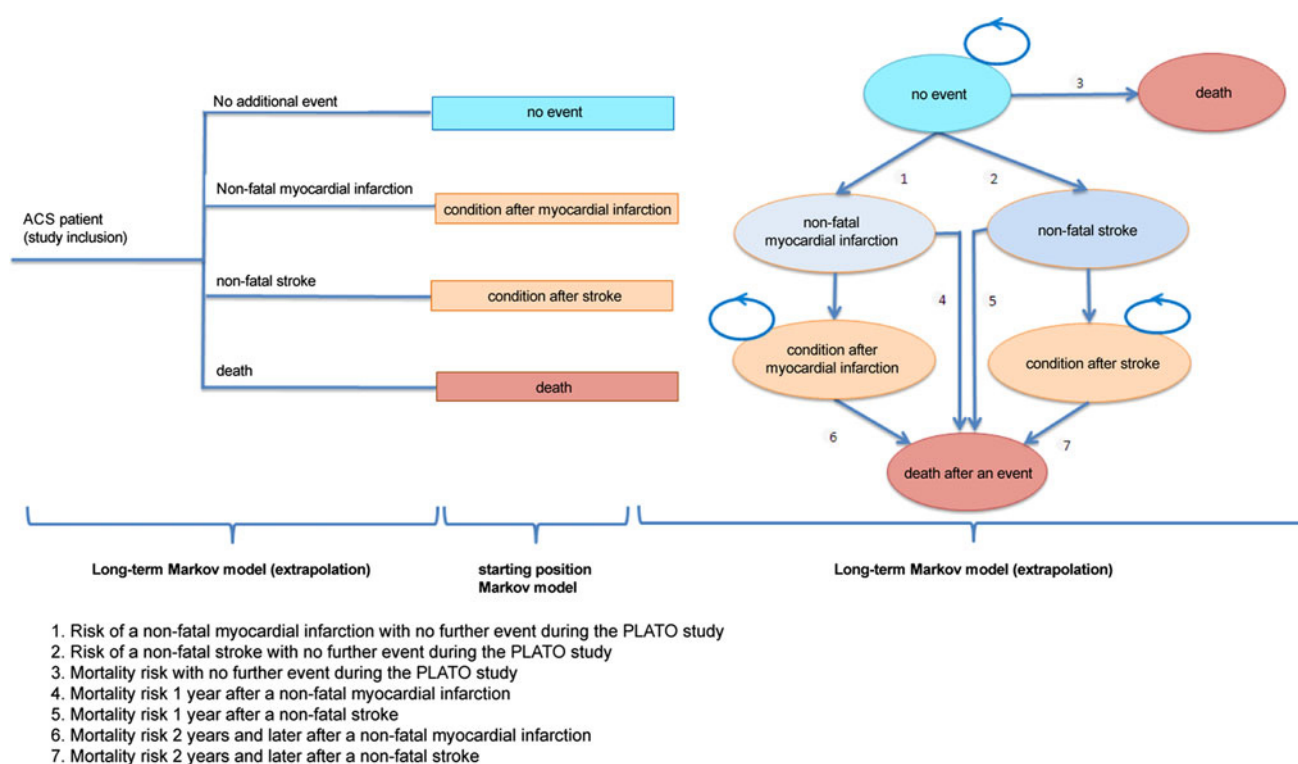 No additional event
no event
Non-fatal myocardial infarction
condition after myocardial infarction
ACS patient
(study inclusion)
non-fatal stroke
condition after stroke
death
death
no event
3
death
1
2
non-fatal
myocardial infarction
non-fatal stroke
4
5
condition after
myocardial infarction
condition after stroke
6
7
death after an event
Long-term Markov model (extrapolation)
starting position
Markov model
Long-term Markov model (extrapolation)
1. Risk of a non-fatal myocardial infarction with no further event during the PLATO study
2. Risk of a non-fatal stroke with no further event during the PLATO study
3. Mortality risk with no further event during the PLATO study
4. Mortality risk 1 year after a non-fatal myocardial infarction
5. Mortality risk 1 year after a non-fatal stroke
6. Mortality risk 2 years and later after a non-fatal myocardial infarction
7. Mortality risk 2 years and later after a non-fatal stroke